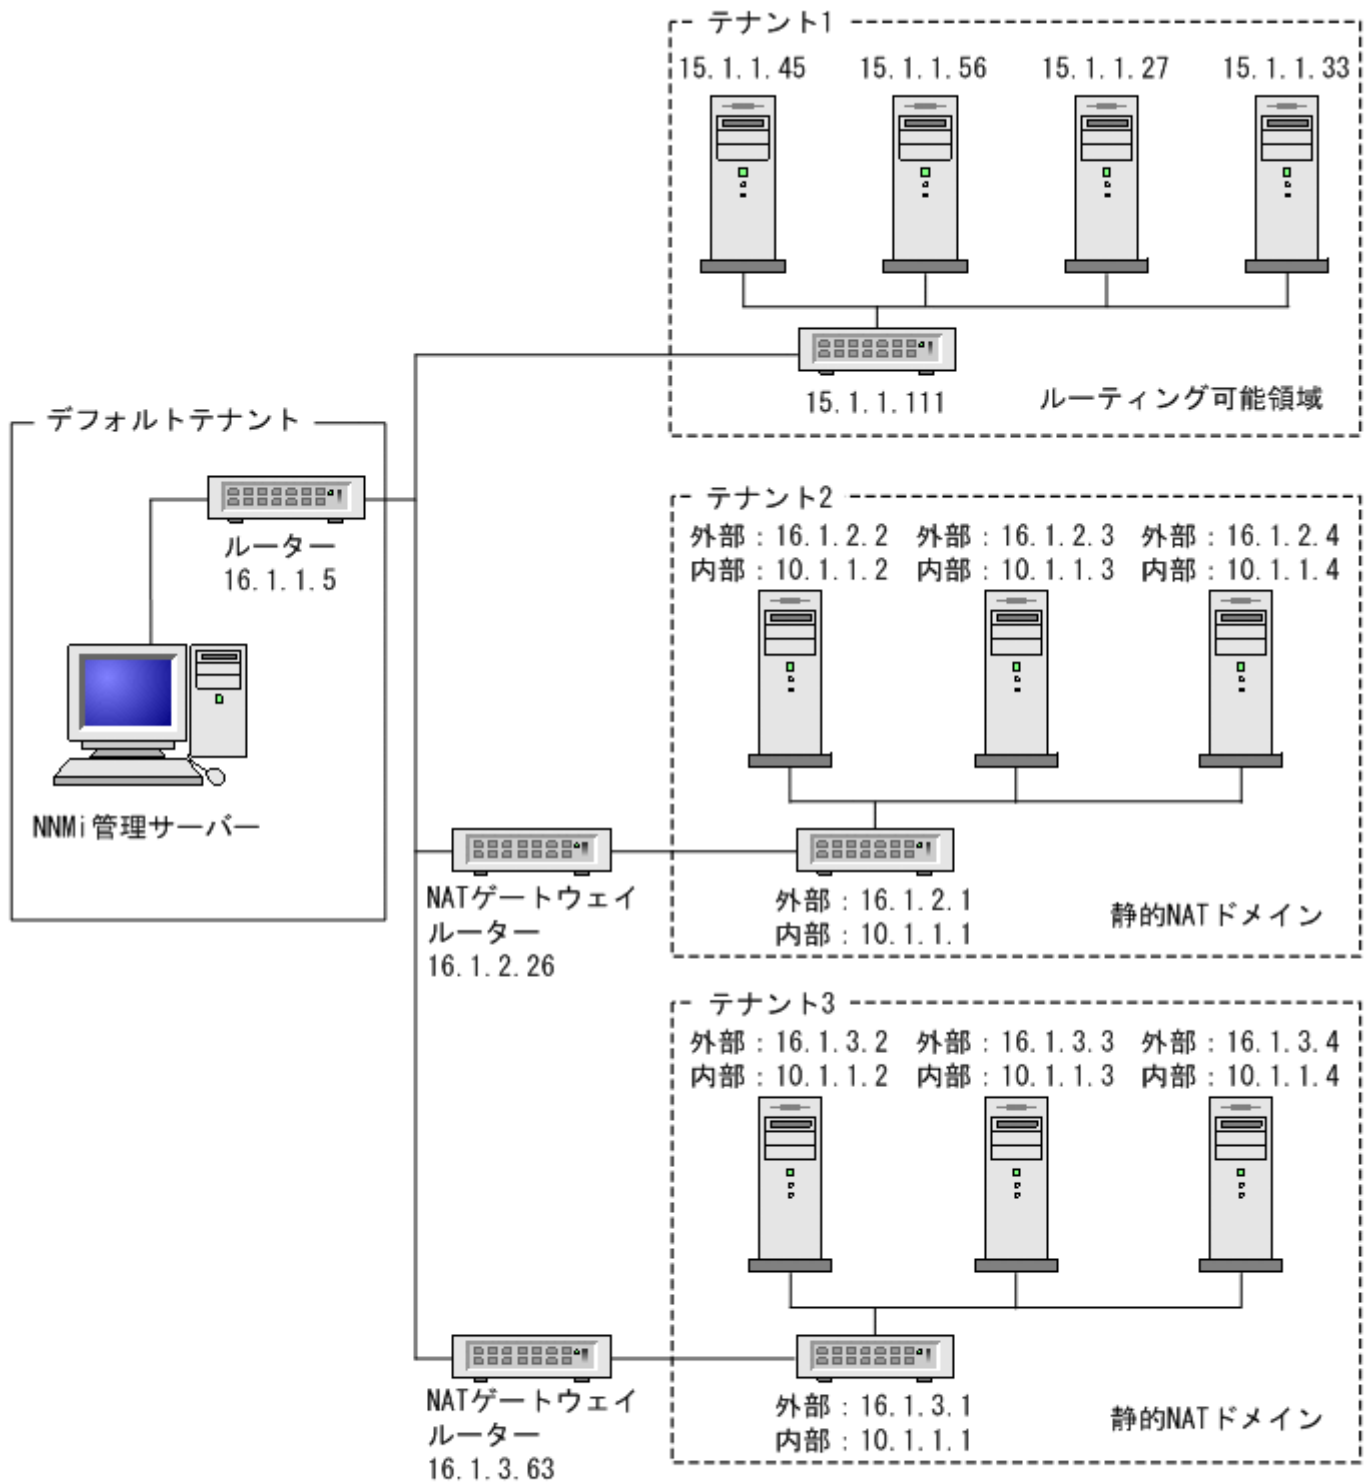 テナント1
15.1.1.45 15.1.1.56 15.1.1.27 15.1.1.33
15.1.1.111
ルーティング可能領域
デフォルトテナント
ルーター
16.1.1.5
NNMi管理サーバー
テナント2
外部：16.1.2.2 外部：16.1.2.3 外部：16.1.2.4
内部：10.1.1.2 内部：10.1.1.3 内部：10.1.1.4
NATゲートウェイ
ルーター
16.1.2.26
外部：16.1.2.1
内部：10.1.1.1
静的NATドメイン
テナント3
外部：16.1.3.2 外部：16.1.3.3 外部：16.1.3.4
内部：10.1.1.2 内部：10.1.1.3 内部：10.1.1.4
NATゲートウェイ
ルーター
16.1.3.63
外部：16.1.3.1
内部：10.1.1.1
静的NATドメイン